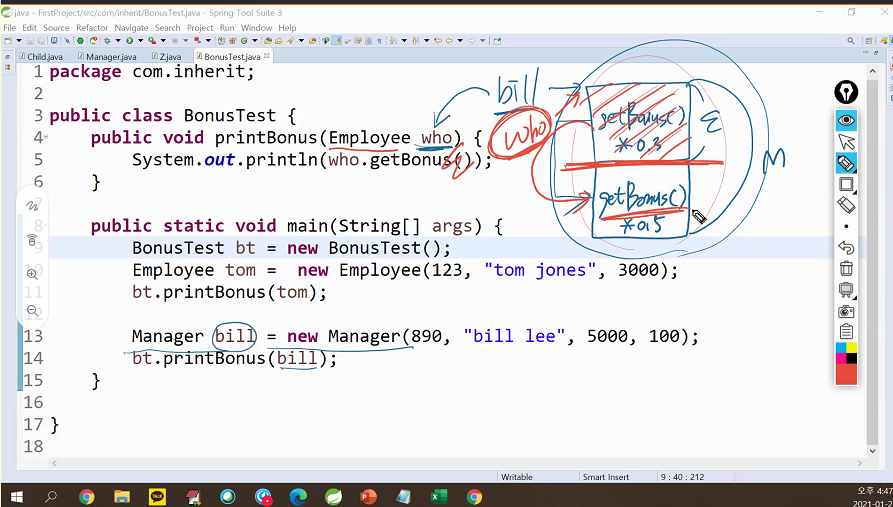 java - FirstProject/src/com/inherit/BonusTest.java - Spring Tool Suite 3
File Edit Source Refactor Navigate Search Project Run Window Help
Child.java Manager.java Z.java BonusTest.java
1 package com.inherit;
2
3 public class BonusTest {
4 public void printBonus(Employee who) {
5 System.out.println(who.getBonus());
6 }
7
8 public static void main(String[] args) {
9 BonusTest bt = new BonusTest();
10 Employee tom = new Employee(123, "tom jones", 3000);
11 bt.printBonus(tom);
12
13 Manager bill = new Manager(890, "bill lee", 5000, 100);
14 bt.printBonus(bill);
15 }
16
17 }
18
bill
who
getBonus()
*0.3
E
M
getBonus()
*0.5
Writable Smart Insert 9 : 40 : 212
오후 4:47
2021-01-2